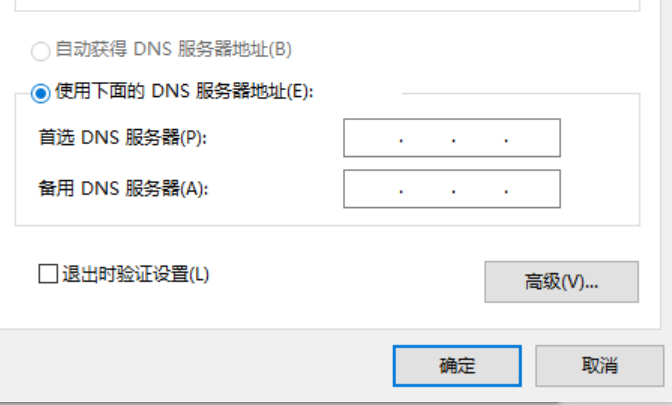 自动获得 DNS 服务器地址(B)
使用下面的 DNS 服务器地址(E):
首选 DNS 服务器(P):
. . .
备用 DNS 服务器(A):
. . .
退出时验证设置(L)
高级(V)...
确定
取消